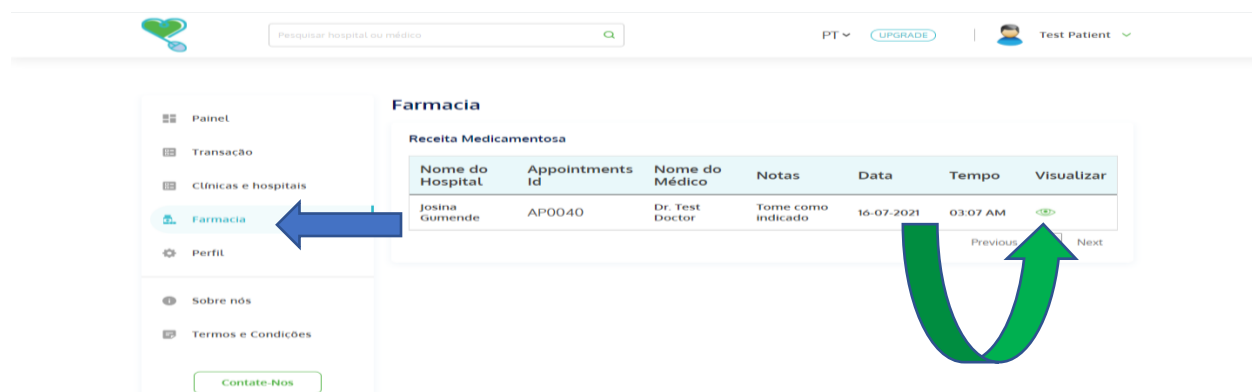 Pesquisar hospital ou médico
PT
UPGRADE
Test Patient
Painel
Transação
Clínicas e hospitais
Farmacia
Perfil
Sobre nós
Termos e Condições
Contate-Nos
Farmacia
Receita Medicamentosa
Nome do Hospital Appointments Id Nome do Médico Notas Data Tempo Visualizar
Josina Gumende AP0040 Dr. Test Doctor Tome como indicado 16-07-2021 03:07 AM
Previous Next